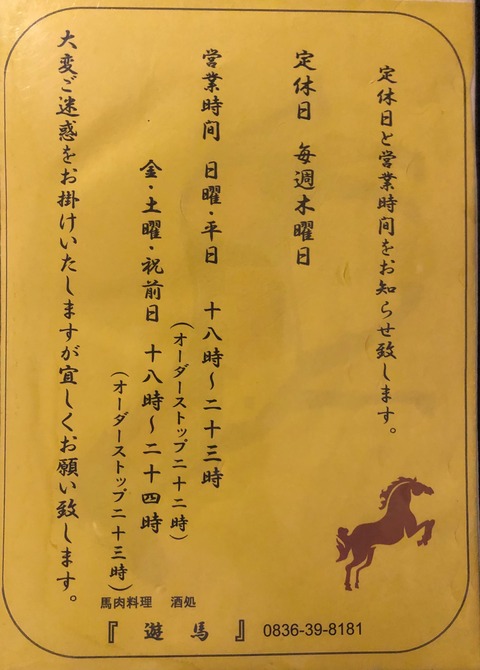 定休日と営業時間をお知らせ致します。
定休日 毎週木曜日
営業時間 日曜・平日 十八時～二十三時
(オーダーストップ二十二時)
金・土曜・祝前日 十八時～二十四時
(オーダーストップ二十三時)
大変ご迷惑をお掛けいたしますが宜しくお願い致します。
馬肉料理 酒処
『 遊馬 』 0836-39-8181